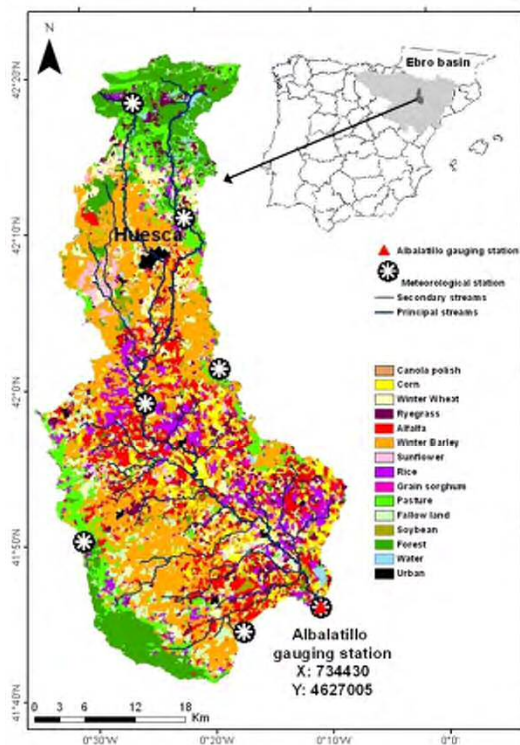 N
Ebro basin
42°20'N
42°10'N
42°0'N
41°50'N
41°40'N
Huesca
Albalatillo gauging station
Meteorological station
Secondary streams
Principal streams
Canola polish
Corn
Winter Wheat
Ryegrass
Alfalfa
Winter Barley
Sunflower
Rice
Grain sorghum
Pasture
Fallow land
Soybean
Forest
Water
Urban
Albalatillo
gauging station
X: 734430
Y: 4627005
0 3 6 12 18
Km
0°30'W 0°20'W 0°10'W 0°0'